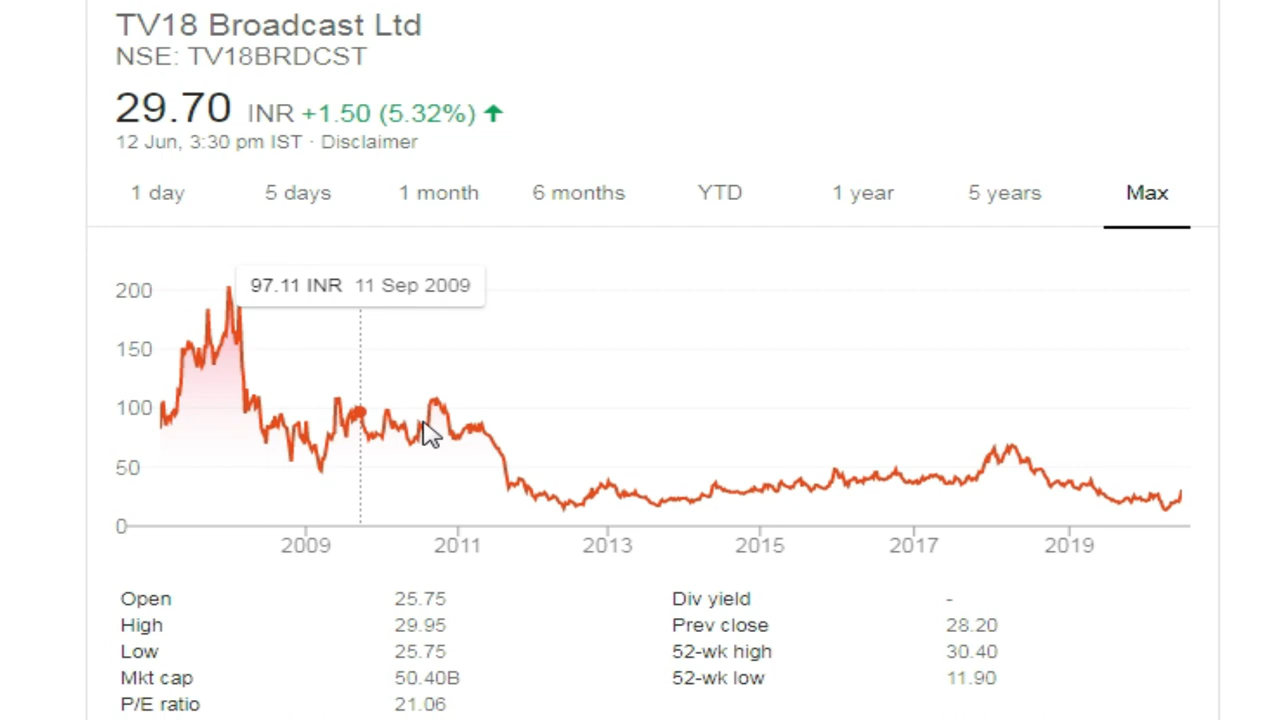 TV18 Broadcast Ltd
NSE: TV18BRDCST
29.70 INR +1.50 (5.32%) ↑
12 Jun, 3:30 pm IST · Disclaimer
1 day 5 days 1 month 6 months YTD 1 year 5 years Max
97.11 INR 11 Sep 2009
200
150
100
50
0
2009 2011 2013 2015 2017 2019
Open 25.75 Div yield -
High 29.95 Prev close 28.20
Low 25.75 52-wk high 30.40
Mkt cap 50.40B 52-wk low 11.90
P/E ratio 21.06